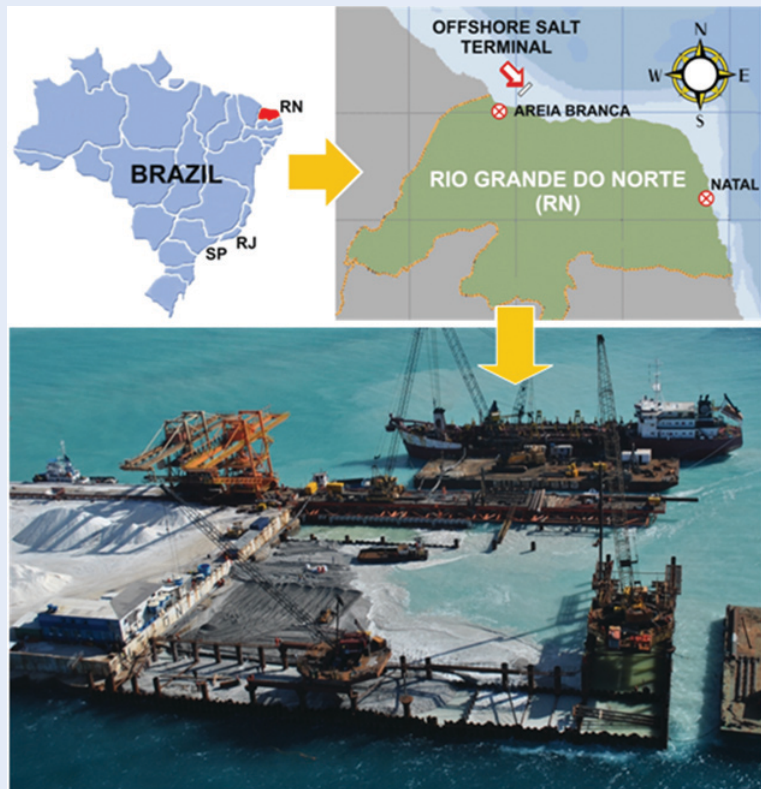 RN
BRAZIL
RJ
SP
OFFSHORE SALT
TERMINAL
N
W
E
S
AREIA BRANCA
RIO GRANDE DO NORTE
(RN)
NATAL